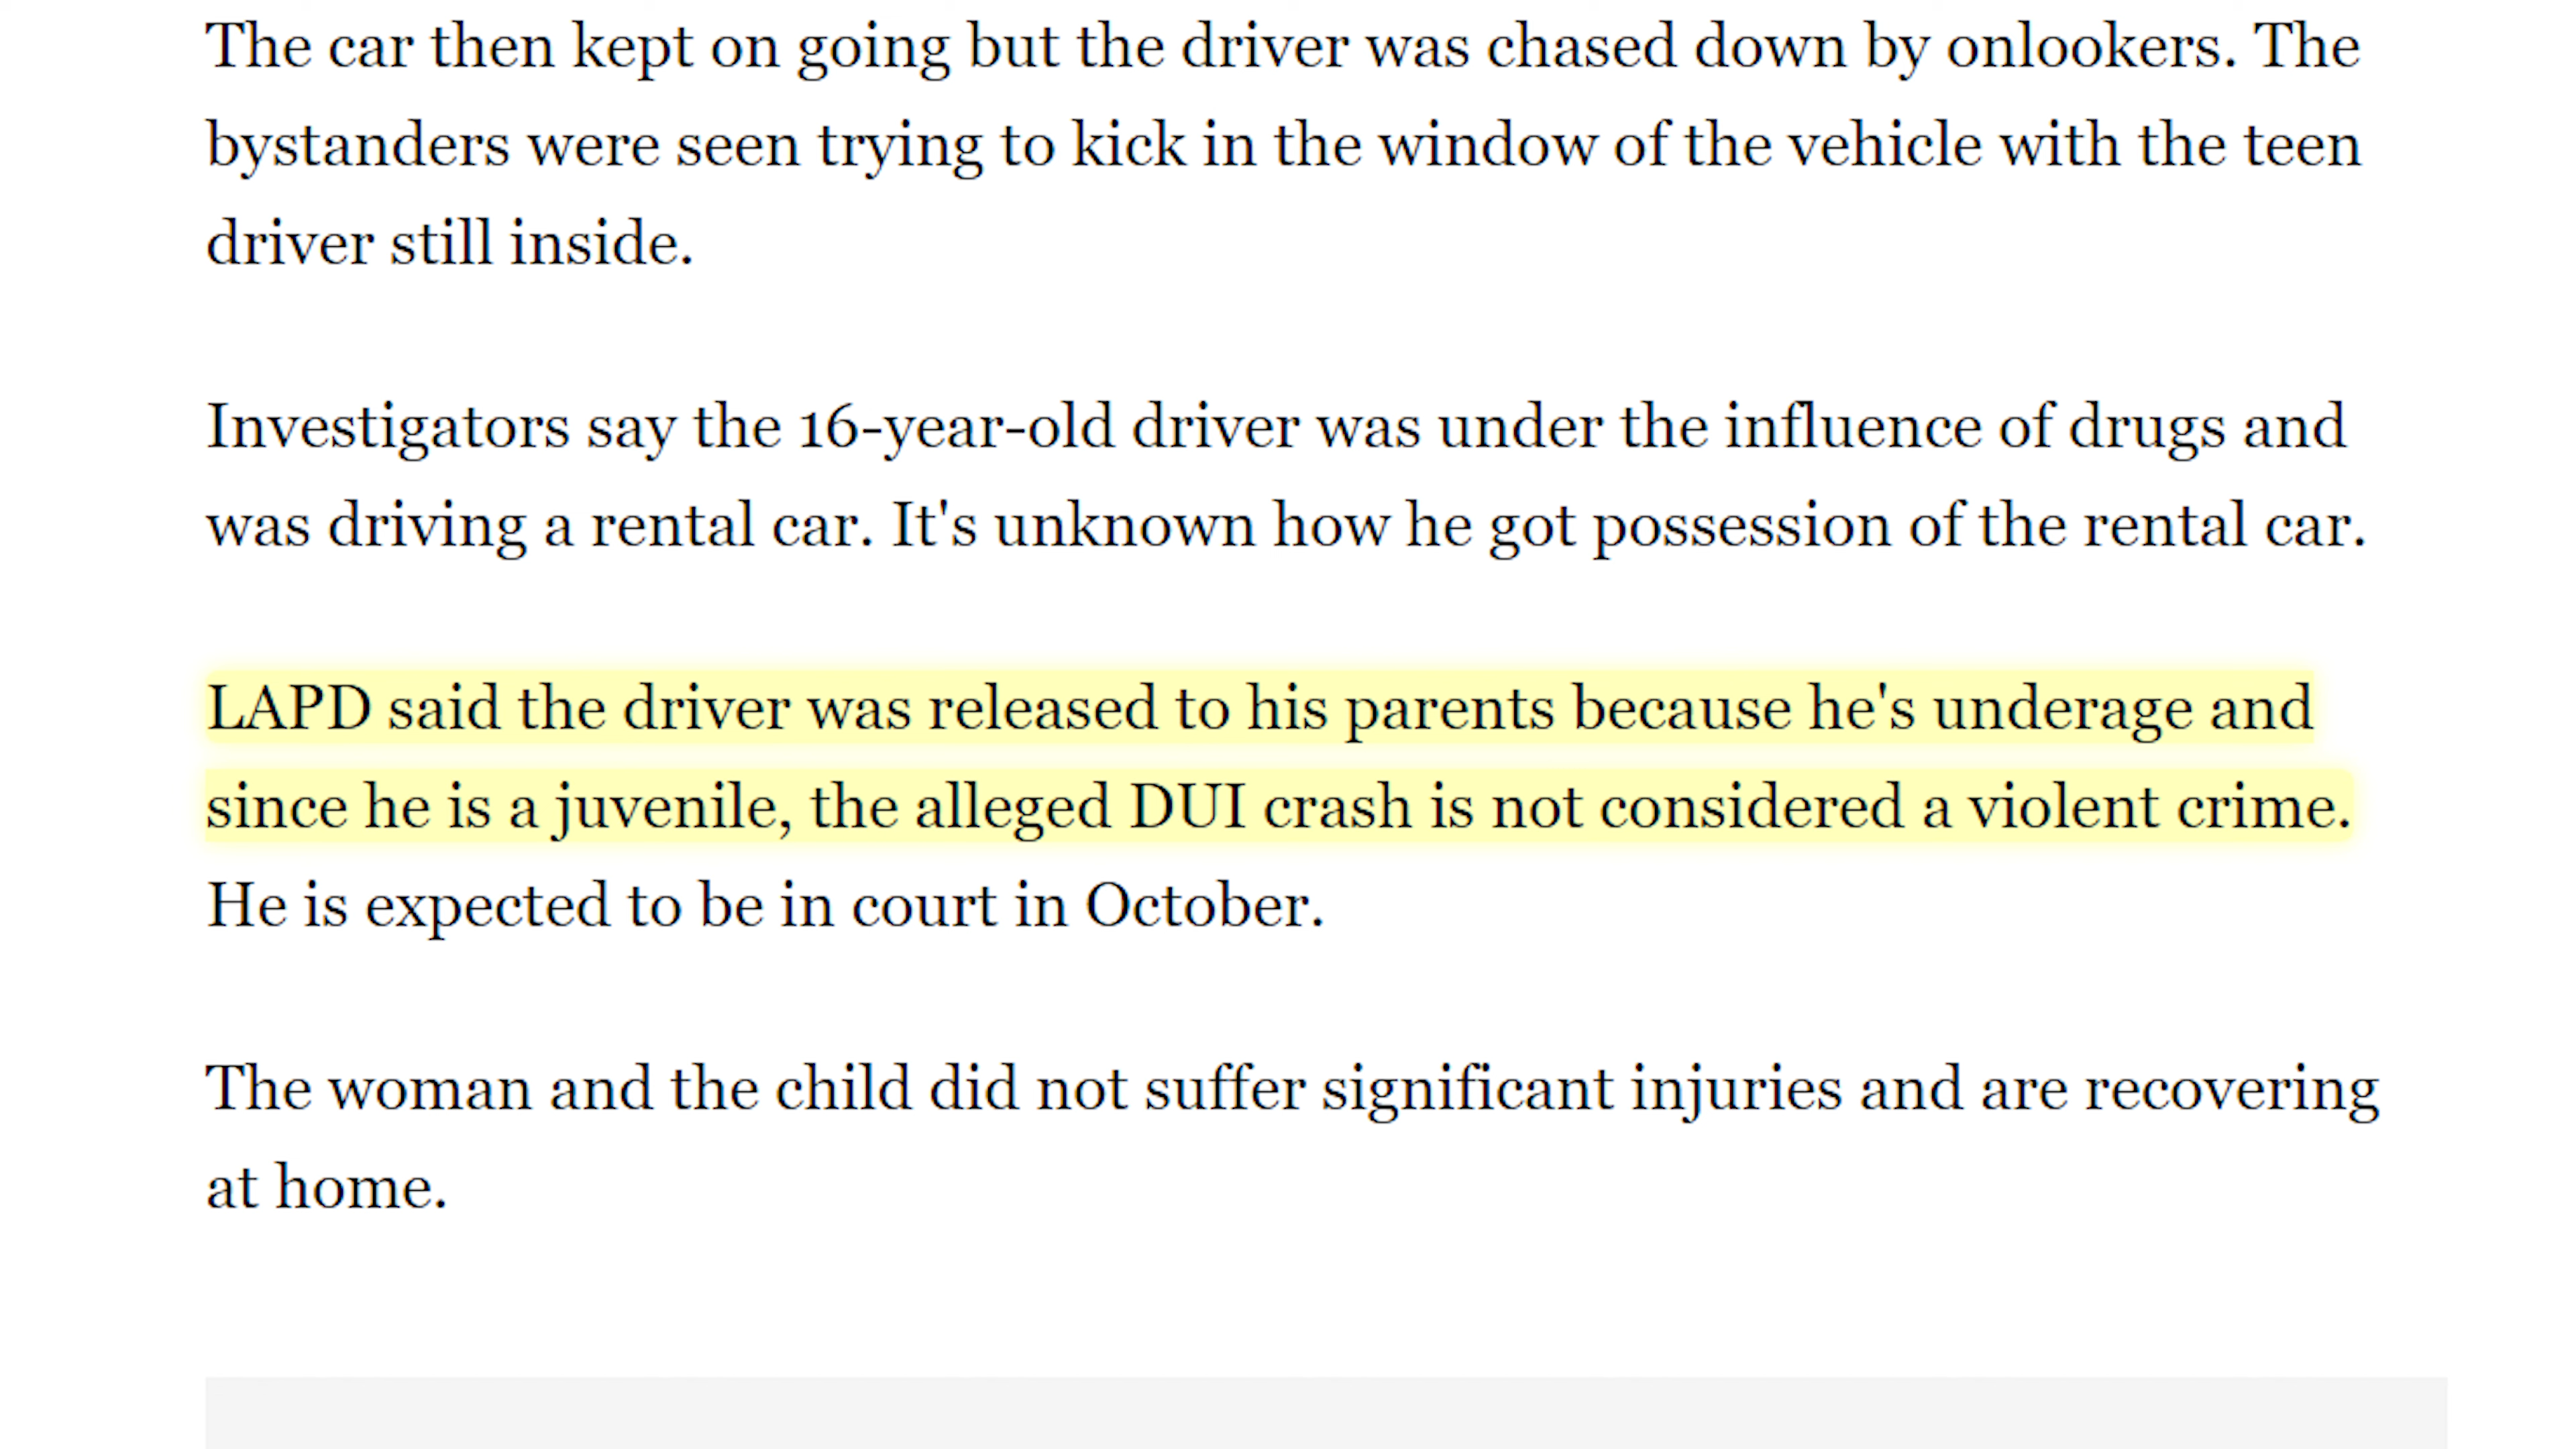 The car then kept on going but the driver was chased down by onlookers. The
bystanders were seen trying to kick in the window of the vehicle with the teen
driver still inside.
Investigators say the 16-year-old driver was under the influence of drugs and
was driving a rental car. It's unknown how he got possession of the rental car.
LAPD said the driver was released to his parents because he's underage and
since he is a juvenile, the alleged DUI crash is not considered a violent crime.
He is expected to be in court in October.
The woman and the child did not suffer significant injuries and are recovering
at home.